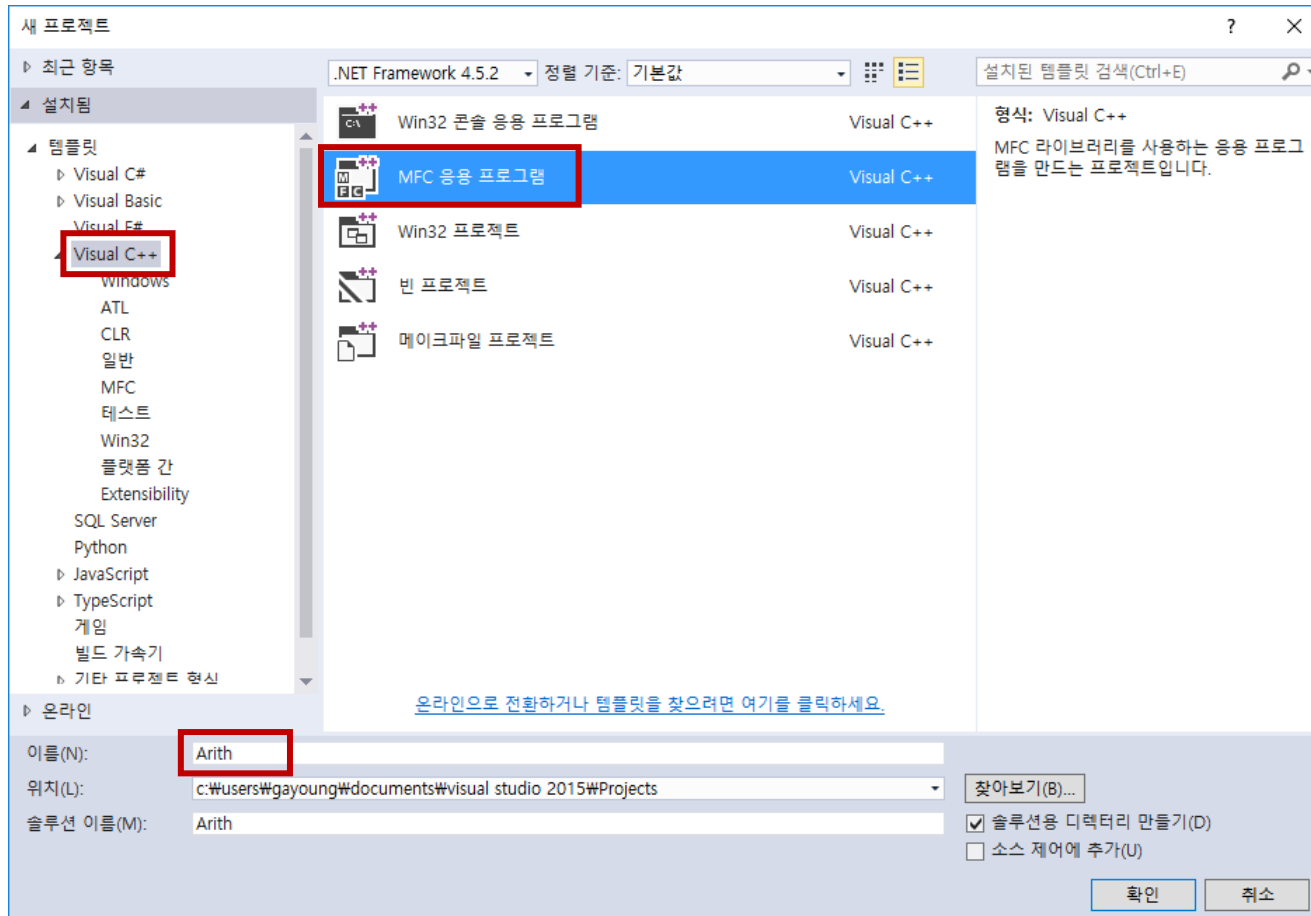 새 프로젝트
?
최근 항목
.NET Framework 4.5.2
정렬 기준: 기본값
설치된 템플릿 검색(Ctrl+E)
설치됨
템플릿
Visual C#
Visual Basic
Visual F#
Visual C++
Windows
ATL
CLR
일반
MFC
테스트
Win32
플랫폼 간
Extensibility
SQL Server
Python
JavaScript
TypeScript
게임
빌드 가속기
기타 프로젝트 형식
온라인
Win32 콘솔 응용 프로그램 Visual C++
MFC 응용 프로그램 Visual C++
Win32 프로젝트 Visual C++
빈 프로젝트 Visual C++
메이크파일 프로젝트 Visual C++
온라인으로 전환하거나 템플릿을 찾으려면 여기를 클릭하세요.
형식: Visual C++
MFC 라이브러리를 사용하는 응용 프로그
램을 만드는 프로젝트입니다.
이름(N): Arith
위치(L): c:₩users₩gayoung₩documents₩visual studio 2015₩Projects
찾아보기(B)...
솔루션 이름(M): Arith
솔루션용 디렉터리 만들기(D)
소스 제어에 추가(U)
확인
취소